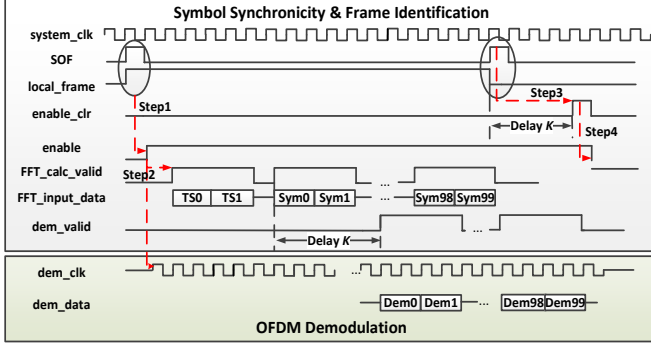 Symbol Synchronicity & Frame Identification
system_clk
SOF
local_frame
Step1
Step3
enable_clr
Delay K
Step4
enable
Step2
FFT_calc_valid
...
FFT_input_data
TS0 TS1 Sym0 Sym1 ... Sym98 Sym99
dem_valid
...
Delay K
dem_clk
...
dem_data
Dem0 Dem1 ... Dem98 Dem99
OFDM Demodulation